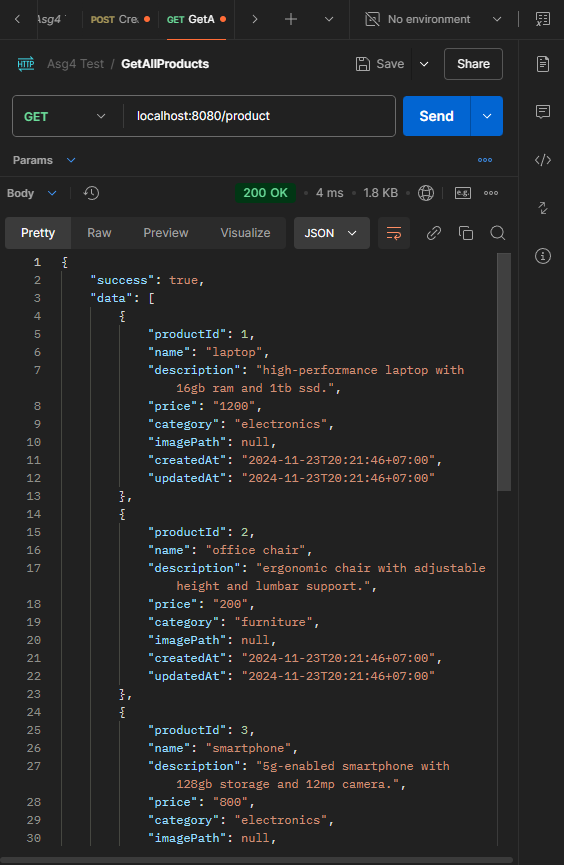 Asg4
POST Cre
GET GetA
No environment
HTTP Asg4 Test / GetAllProducts
Save
Share
GET
localhost:8080/product
Send
Params
Body
200 OK
4 ms
1.8 KB
e.g.
Pretty
Raw
Preview
Visualize
JSON
1 {
2 "success": true,
3 "data": [
4 {
5 "productId": 1,
6 "name": "laptop",
7 "description": "high-performance laptop with
16gb ram and 1tb ssd.",
8 "price": "1200",
9 "category": "electronics",
10 "imagePath": null,
11 "createdAt": "2024-11-23T20:21:46+07:00",
12 "updatedAt": "2024-11-23T20:21:46+07:00"
13 },
14 {
15 "productId": 2,
16 "name": "office chair",
17 "description": "ergonomic chair with adjustable
height and lumbar support.",
18 "price": "200",
19 "category": "furniture",
20 "imagePath": null,
21 "createdAt": "2024-11-23T20:21:46+07:00",
22 "updatedAt": "2024-11-23T20:21:46+07:00"
23 },
24 {
25 "productId": 3,
26 "name": "smartphone",
27 "description": "5g-enabled smartphone with
128gb storage and 12mp camera.",
28 "price": "800",
29 "category": "electronics",
30 "imagePath": null,